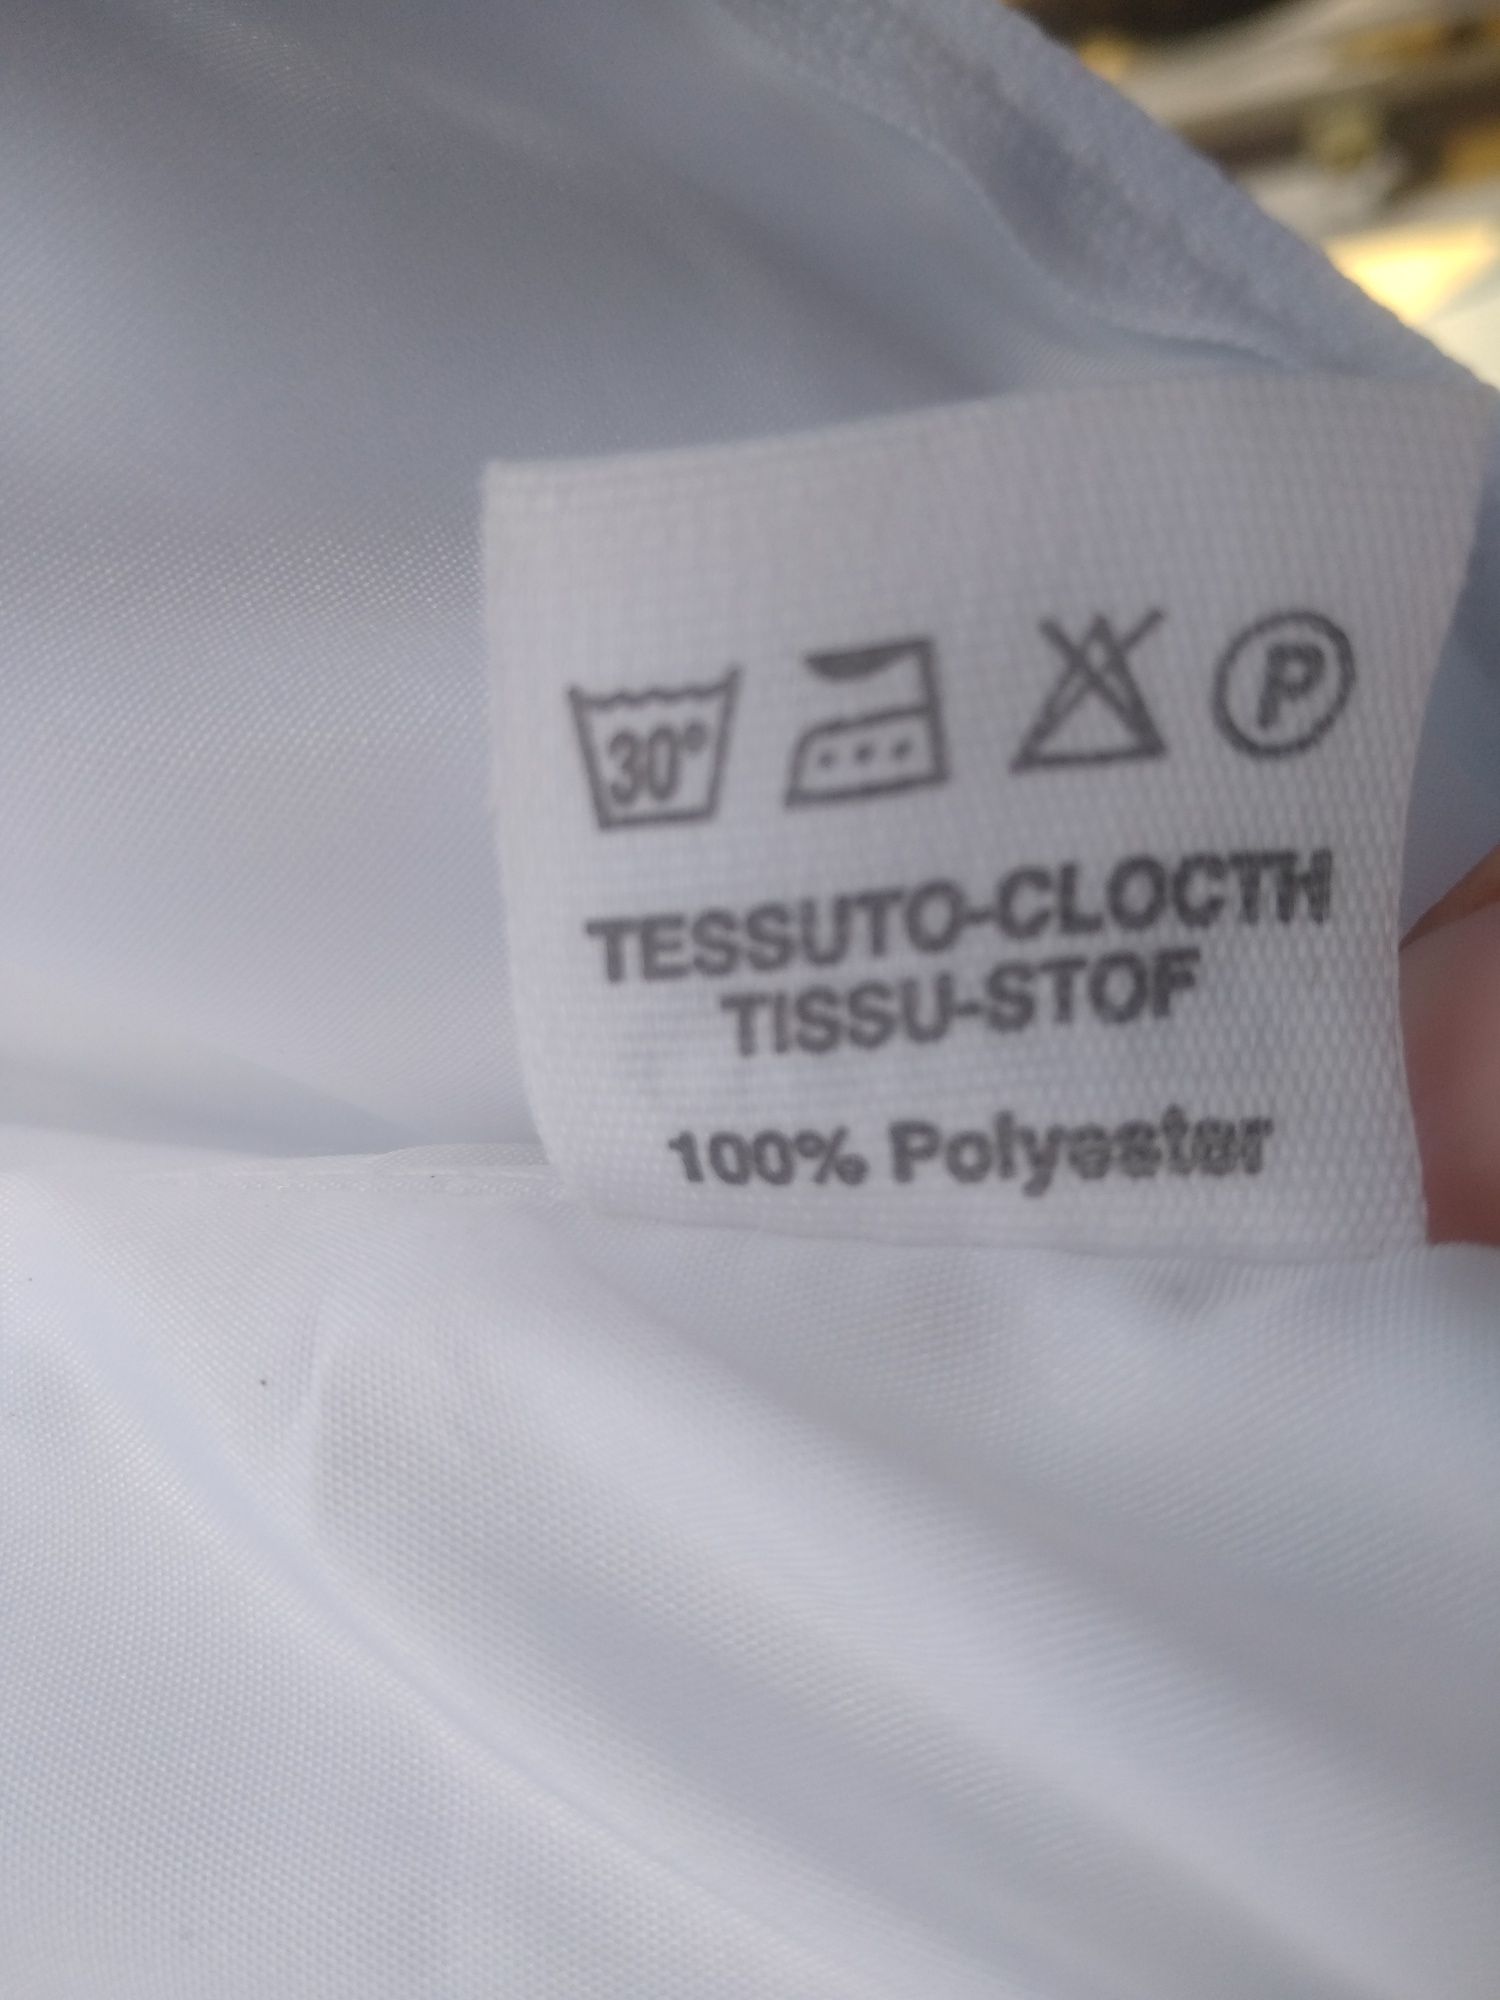 30°
P
TESSUTO-CLOCTH
TISSU-STOF
100% Polyester